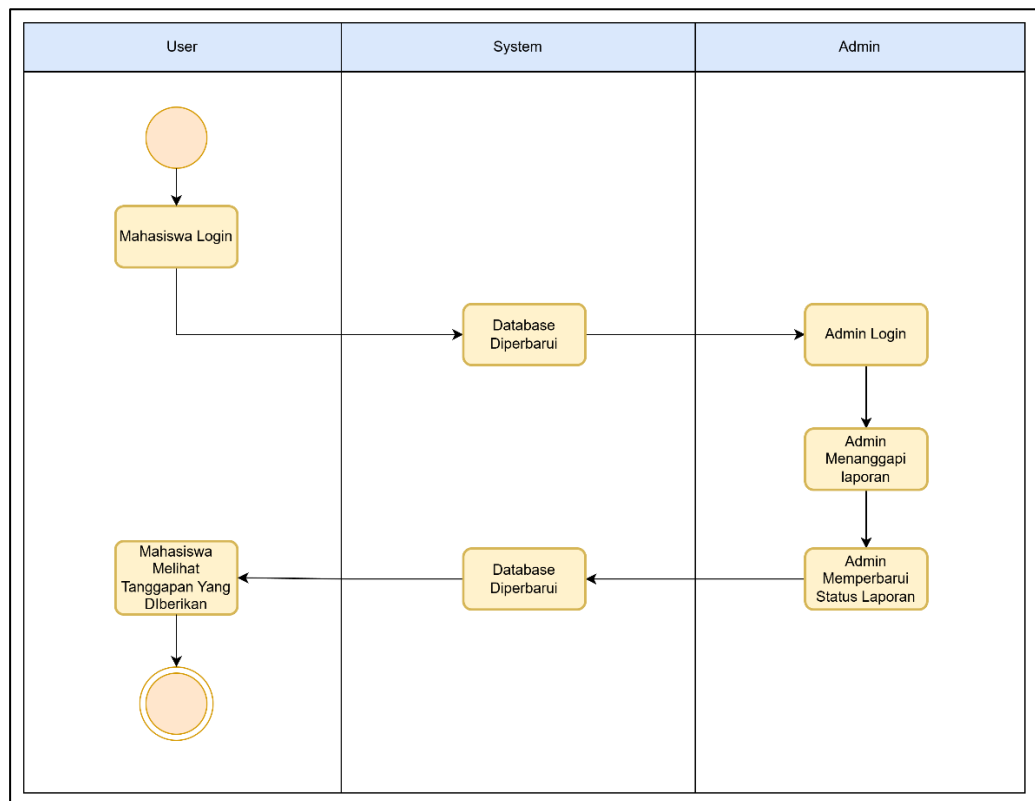 User
System
Admin
Mahasiswa Login
Database
Diperbarui
Admin Login
Admin
Menanggapi
laporan
Mahasiswa
Melihat
Tanggapan Yang
DIberikan
Database
Diperbarui
Admin
Memperbarui
Status Laporan